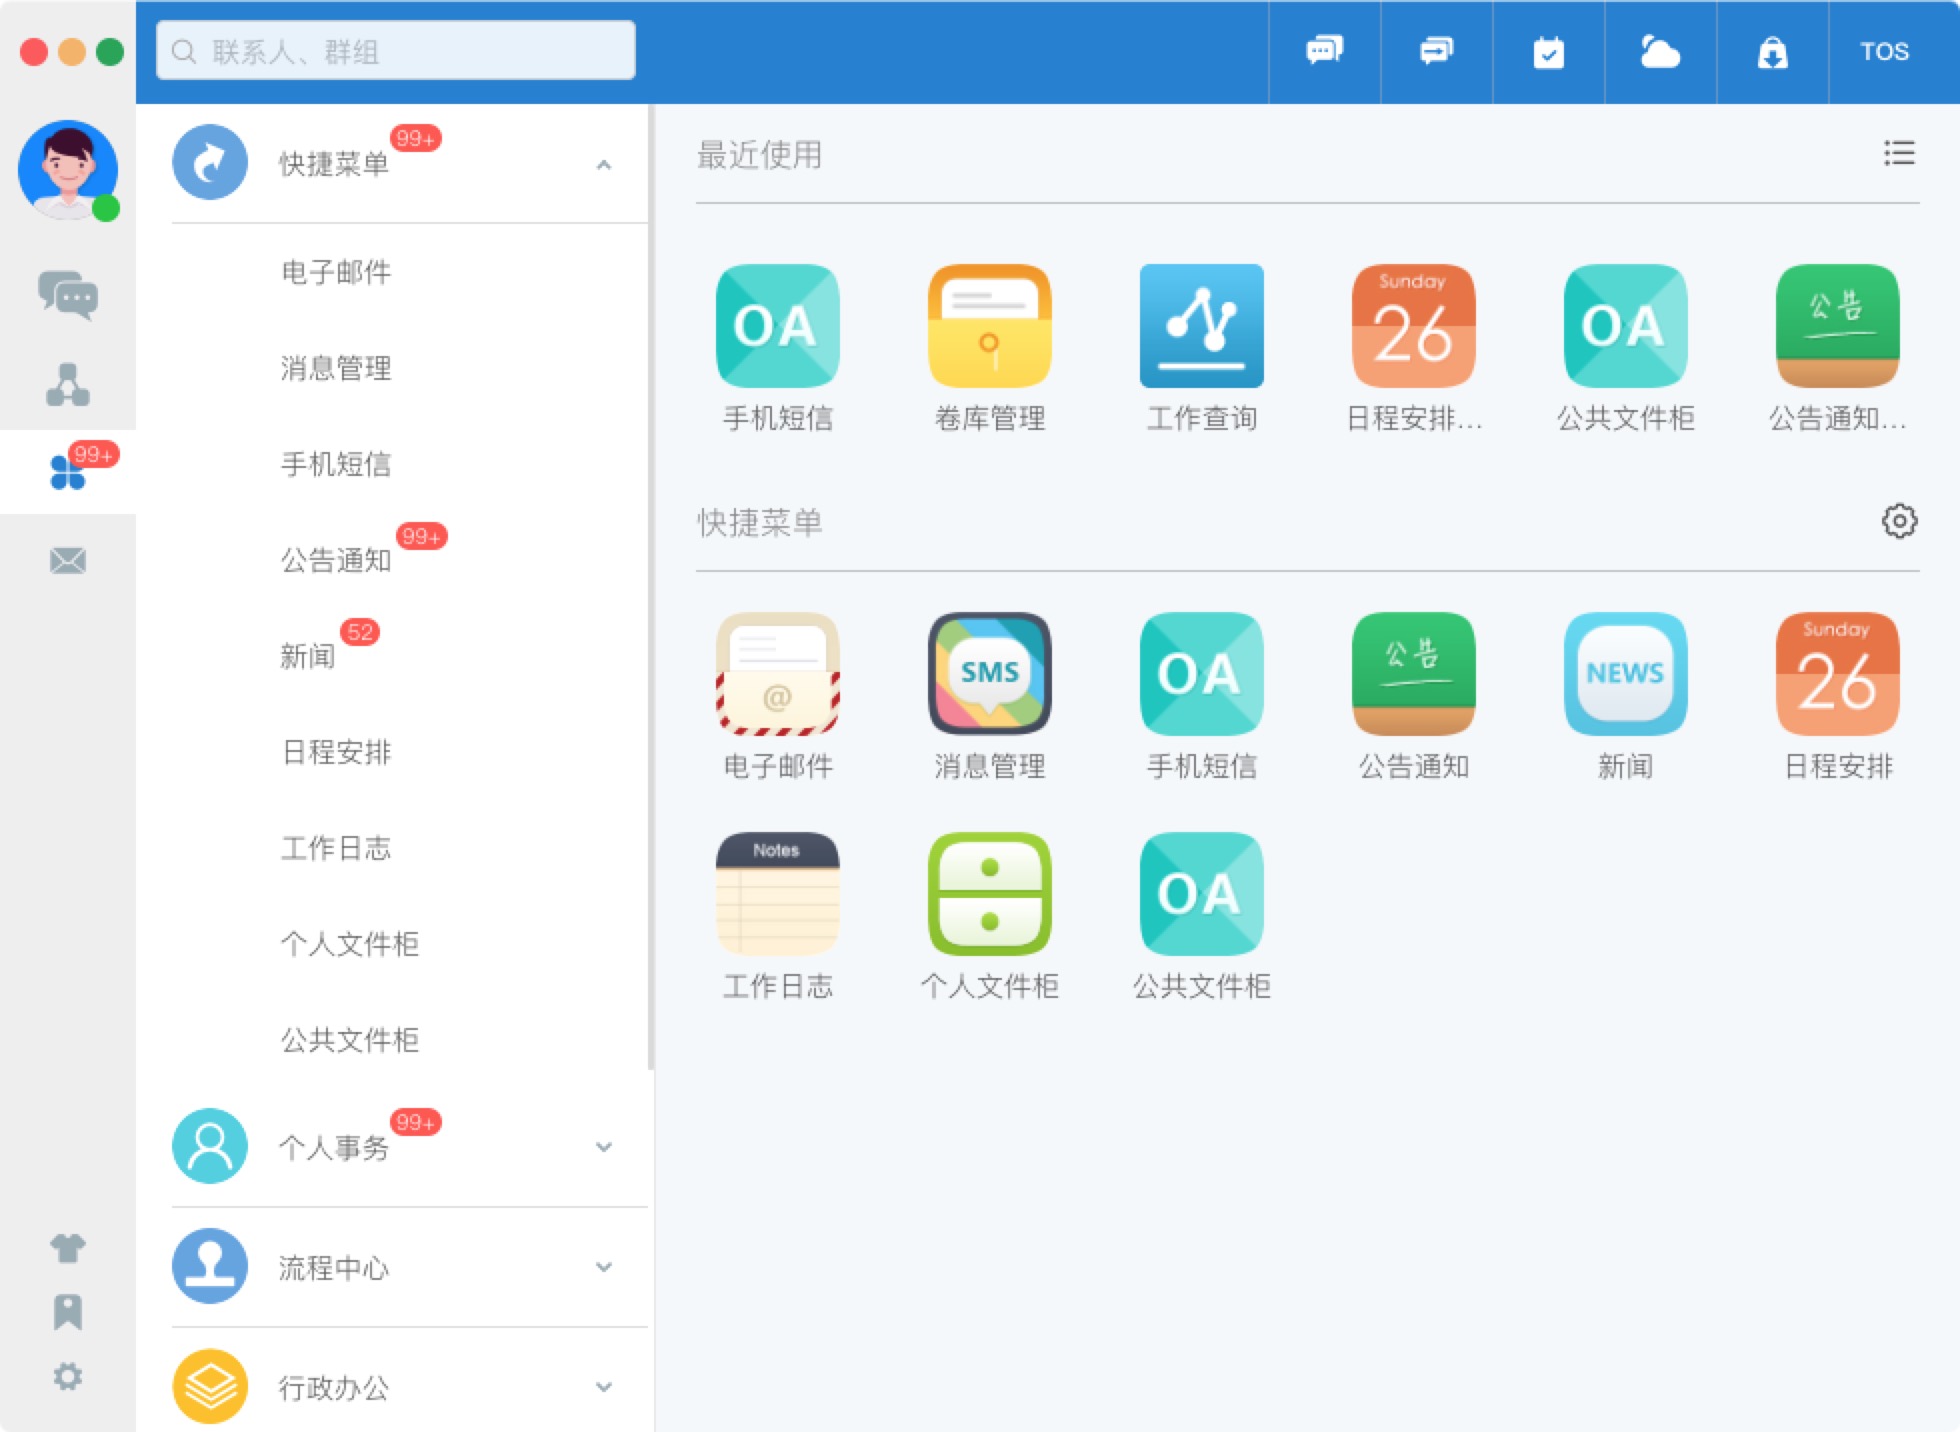 联系人、群组
TOS
快捷菜单
99+
电子邮件
消息管理
手机短信
公告通知
99+
新闻
52
日程安排
工作日志
个人文件柜
公共文件柜
个人事务
99+
流程中心
行政办公
99+
最近使用
OA
手机短信
卷库管理
工作查询
Sunday
26
日程安排...
OA
公共文件柜
公告
公告通知...
快捷菜单
@
电子邮件
SMS
消息管理
OA
手机短信
公告
公告通知
NEWS
新闻
Sunday
26
日程安排
Notes
工作日志
个人文件柜
OA
公共文件柜